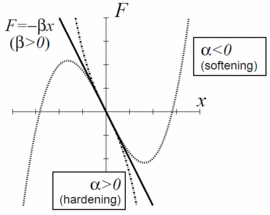 F
F=-βx
(β>0)
α<0
(softening)
x
α>0
(hardening)